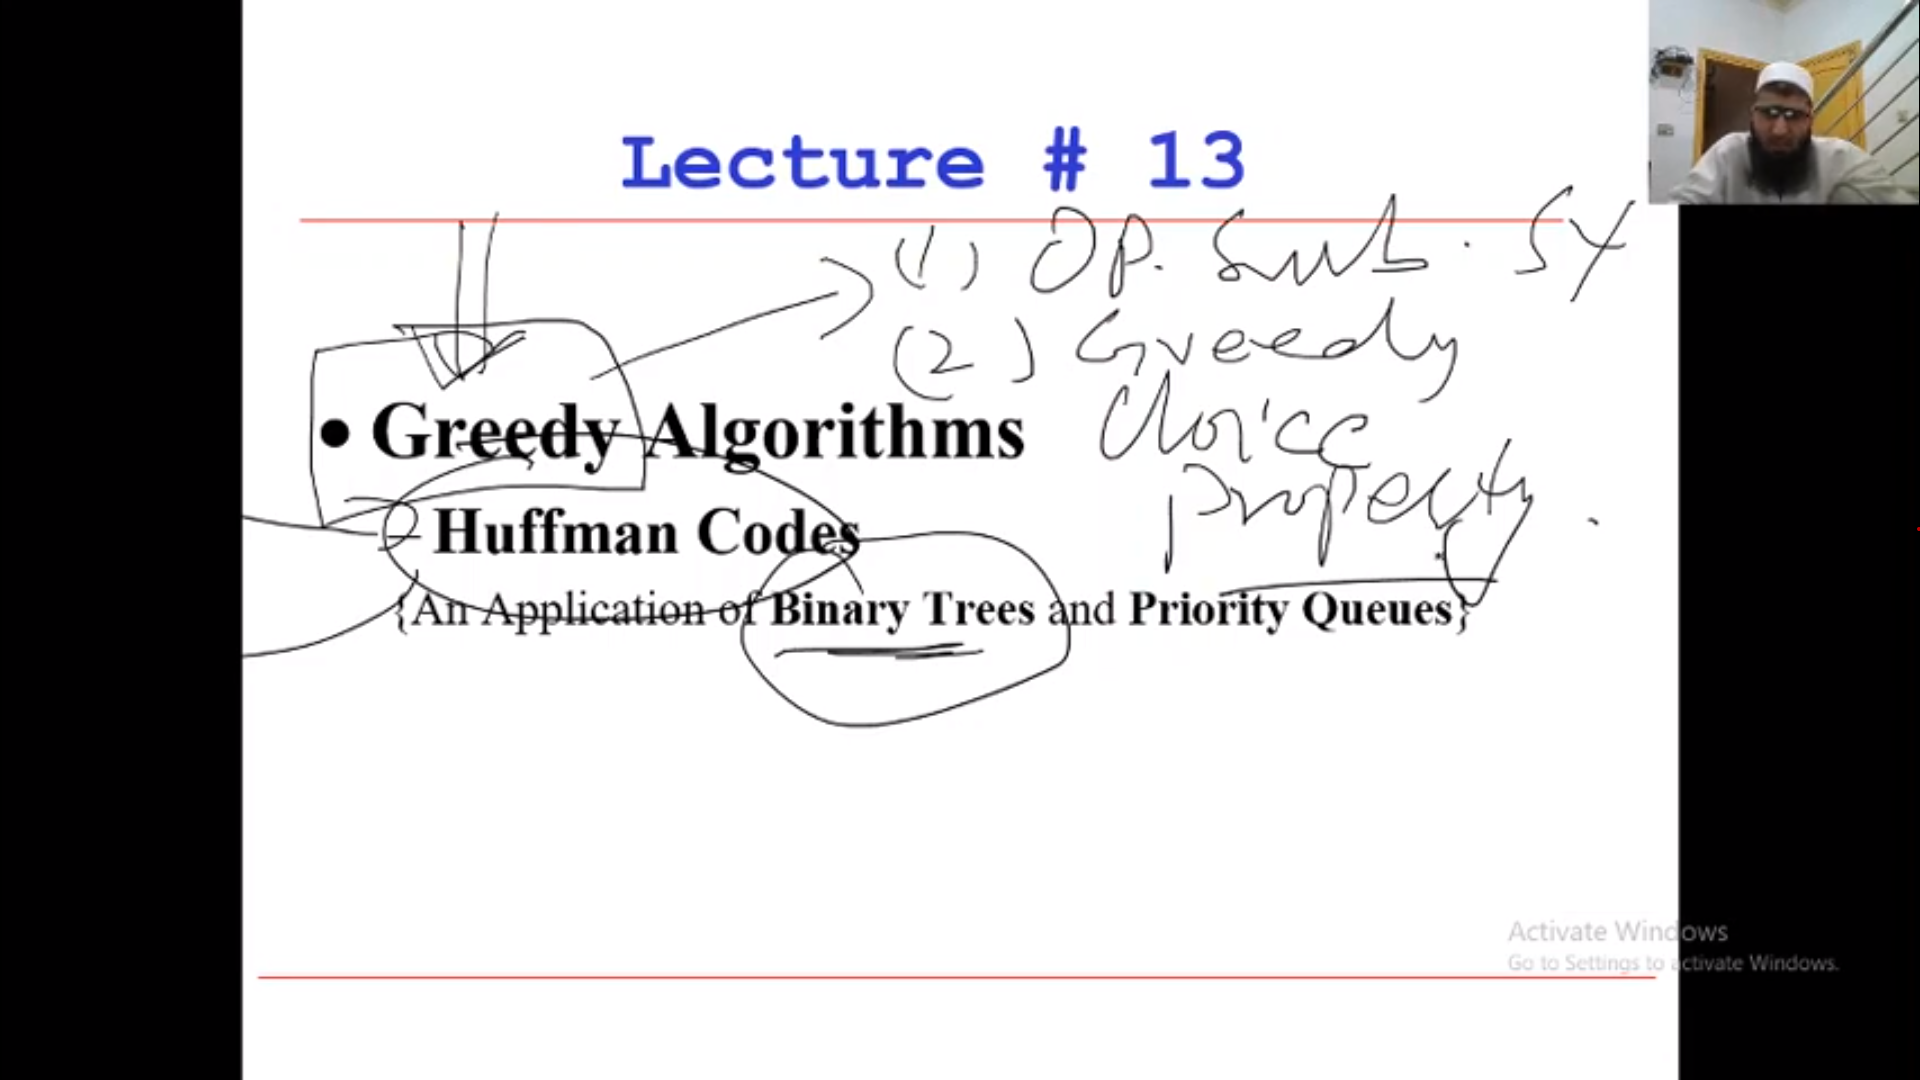 Lecture # 13
(1) Op. Sub. St
(2) Greedy
Choice
property.
• Greedy Algorithms
– Huffman Codes
{An Application of Binary Trees and Priority Queues}
Activate Windows
Go to Settings to activate Windows.